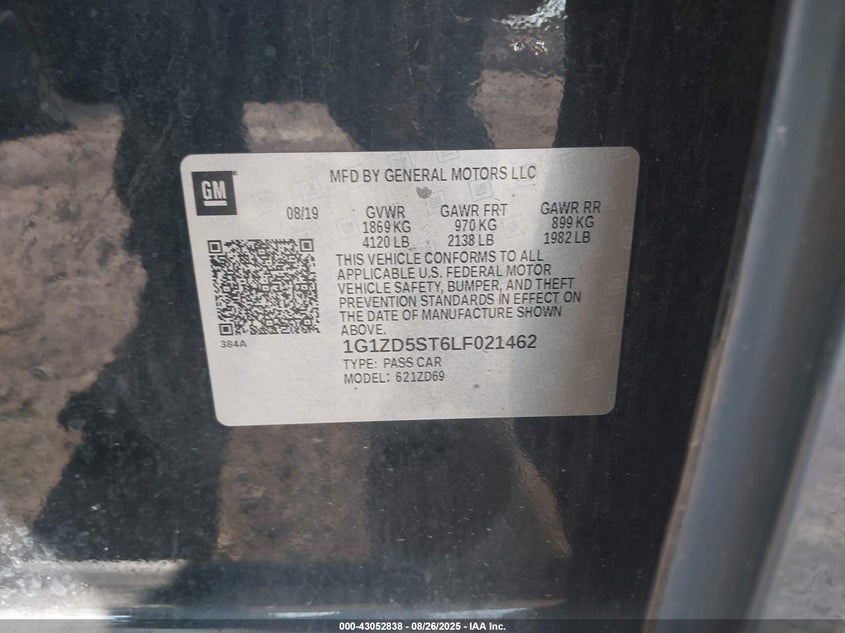 GM
MFD BY GENERAL MOTORS LLC
08/19 GVWR GAWR FRT GAWR RR
1869 KG 970 KG 899 KG
4120 LB 2138 LB 1982 LB
THIS VEHICLE CONFORMS TO ALL
APPLICABLE U.S. FEDERAL MOTOR
VEHICLE SAFETY, BUMPER, AND THEFT
PREVENTION STANDARDS IN EFFECT ON
THE DATE OF MANUFACTURE SHOWN
ABOVE.
384A
1G1ZD5ST6LF021462
TYPE: PASS CAR
MODEL: 621ZD69
000-43052838 - 08/26/2025 - IAA Inc.